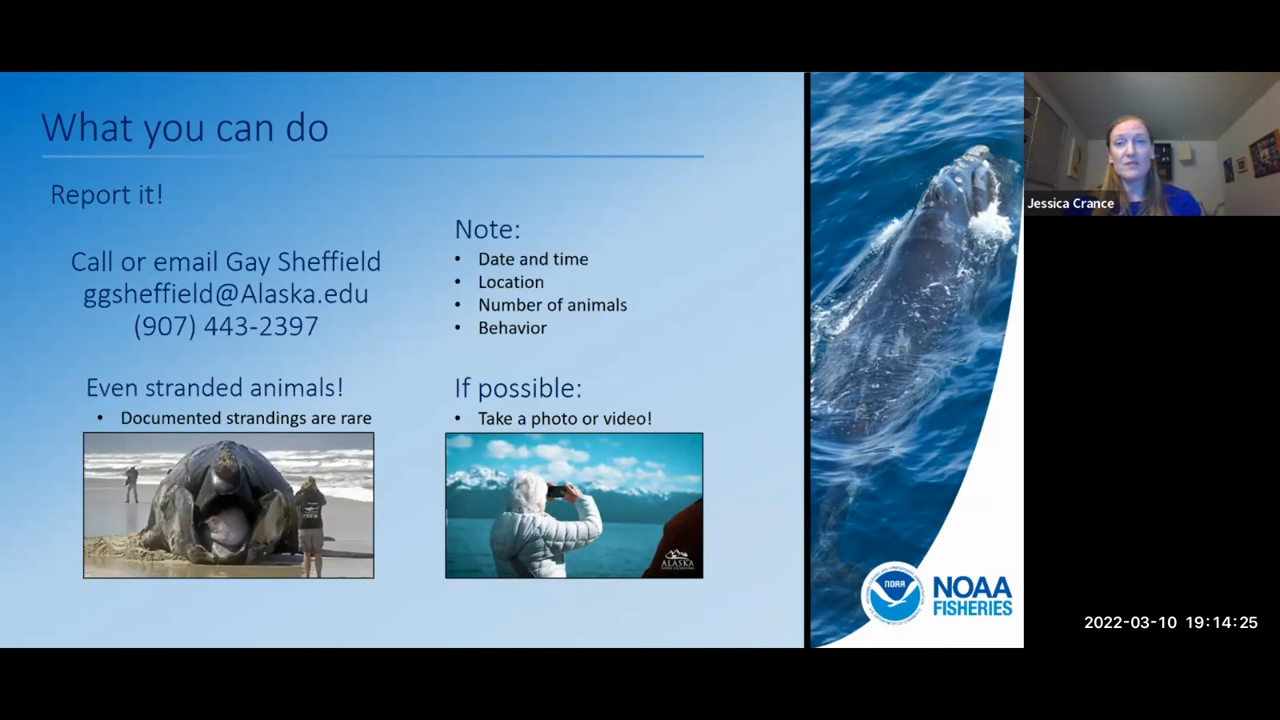 What you can do
Report it!
Call or email Gay Sheffield
ggsheffield@Alaska.edu
(907) 443-2397
Note:
• Date and time
• Location
• Number of animals
• Behavior
Even stranded animals!
• Documented strandings are rare
If possible:
• Take a photo or video!
ALASKA
NOAA
NOAA
FISHERIES
Jessica Crance
2022-03-10 19:14:25